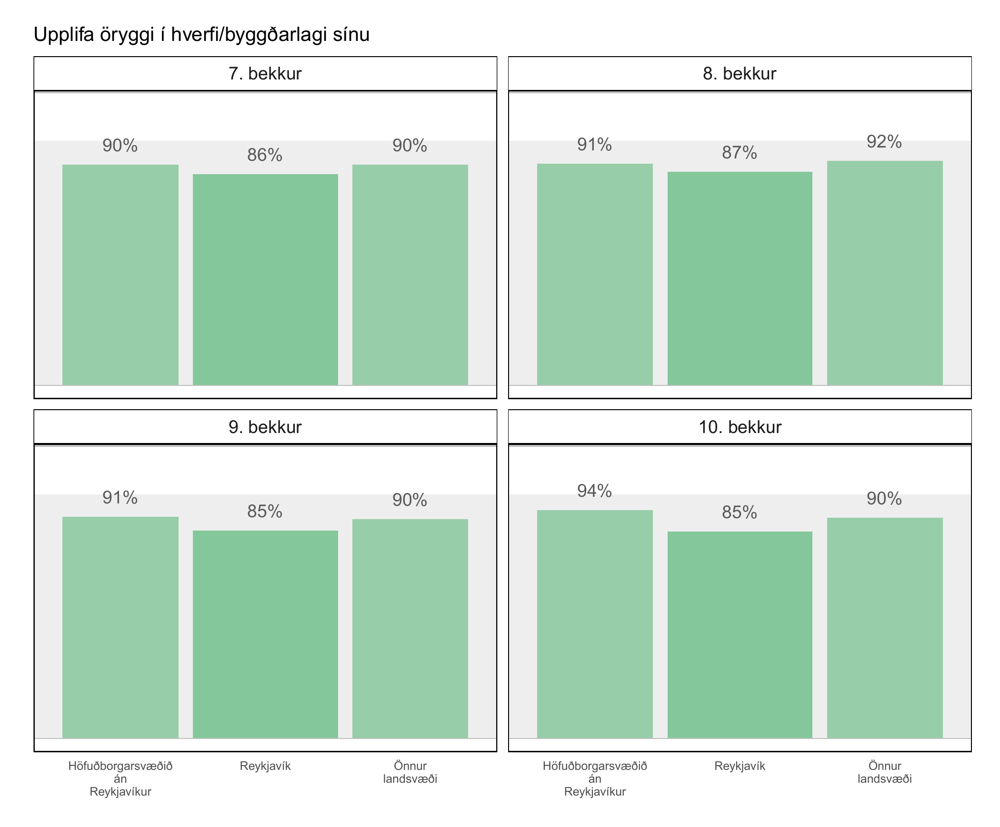 Upplifa öryggi í hverfi/byggðarlagi sínu
7. bekkur
90%
86%
90%
8. bekkur
91%
87%
92%
9. bekkur
91%
85%
90%
10. bekkur
94%
85%
90%
Höfuðborgarsvæðið
án
Reykjavíkur
Reykjavík
Önnur
landsvæði
Höfuðborgarsvæðið
án
Reykjavíkur
Reykjavík
Önnur
landsvæði